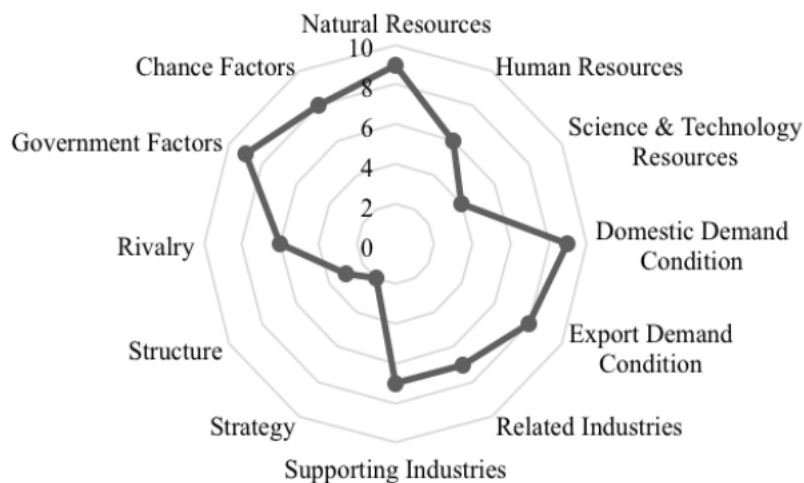 Natural Resources
10
Chance Factors
Human Resources
8
Government Factors
6
Science & Technology
Resources
4
2
Rivalry
0
Domestic Demand
Condition
Structure
Export Demand
Condition
Strategy
Related Industries
Supporting Industries